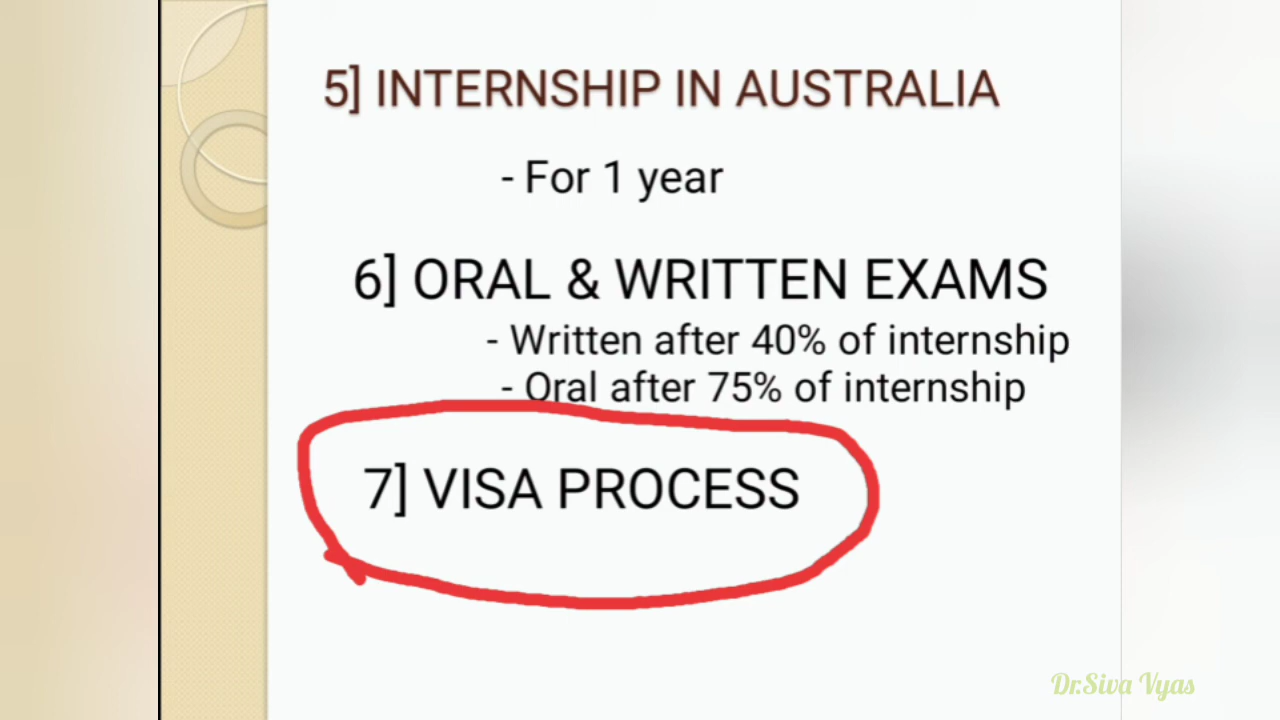 5] INTERNSHIP IN AUSTRALIA
- For 1 year
6] ORAL & WRITTEN EXAMS
- Written after 40% of internship
- Oral after 75% of internship
7] VISA PROCESS
Dr.Siva Vyas